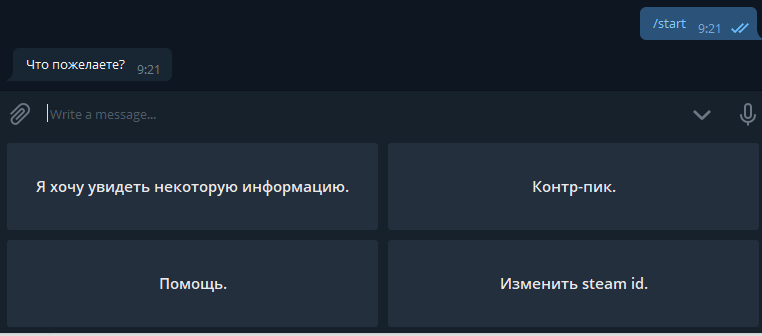 /start 9:21
Что пожелаете? 9:21
Write a message...
Я хочу увидеть некоторую информацию. Контр-пик.
Помощь. Изменить steam id.